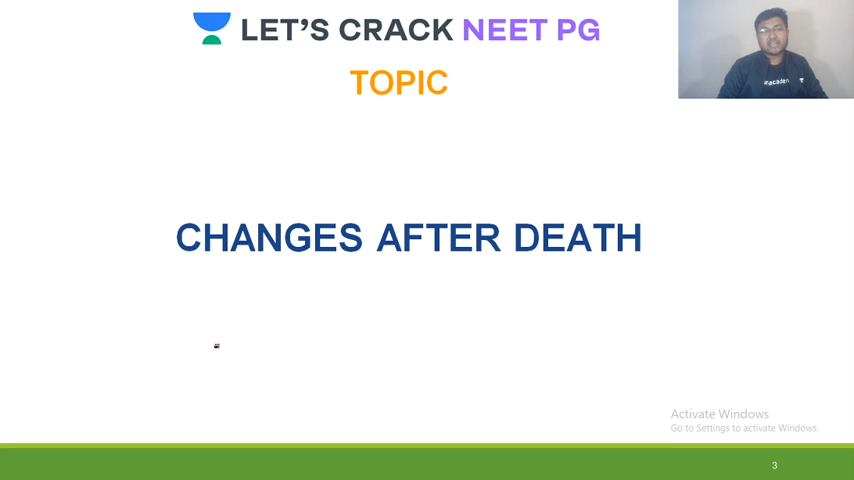 LET'S CRACK NEET PG
TOPIC
CHANGES AFTER DEATH
Activate Windows
Go to Settings to activate Windows.
3